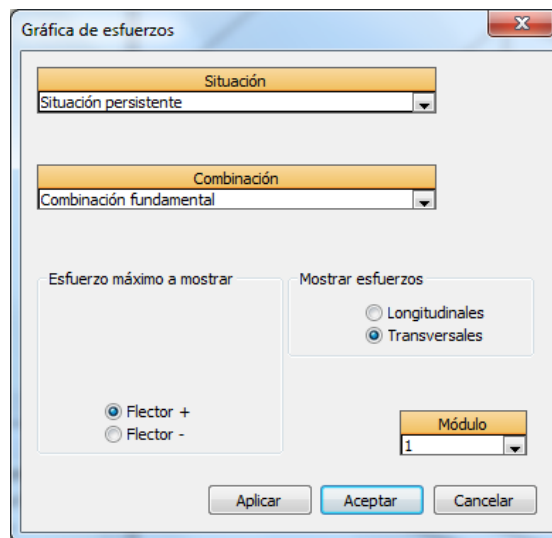 Gráfica de esfuerzos
Situación
Situación persistente
Combinación
Combinación fundamental
Esfuerzo máximo a mostrar
Mostrar esfuerzos
Longitudinales
Transversales
Flector +
Flector -
Módulo
1
Aplicar
Aceptar
Cancelar